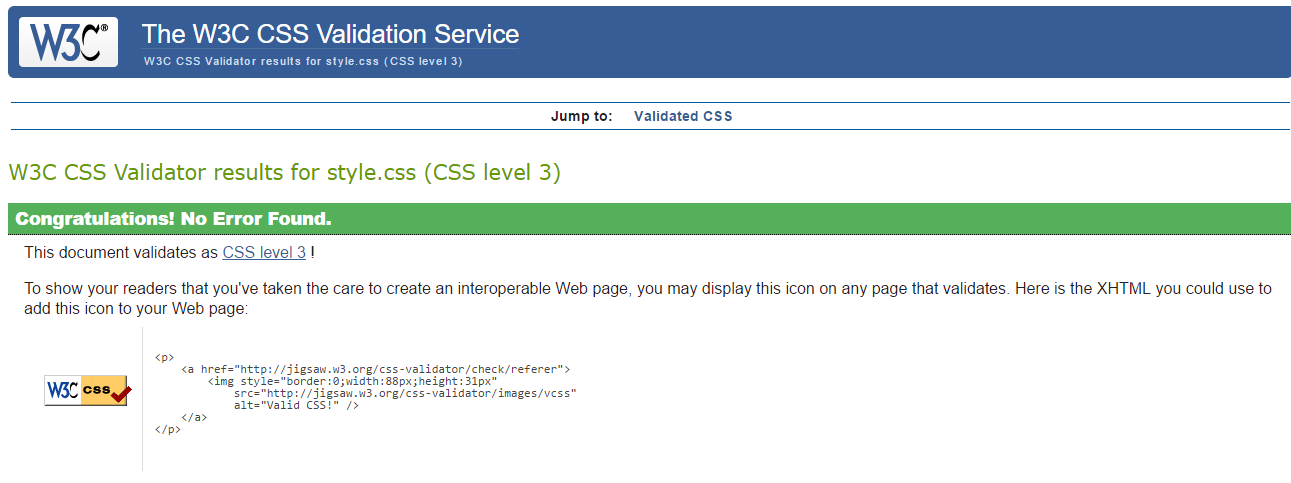 W3C®
The W3C CSS Validation Service
W3C CSS Validator results for style.css (CSS level 3)
Jump to: Validated CSS
W3C CSS Validator results for style.css (CSS level 3)
Congratulations! No Error Found.
This document validates as CSS level 3 !
To show your readers that you've taken the care to create an interoperable Web page, you may display this icon on any page that validates. Here is the XHTML you could use to
add this icon to your Web page:
W3C css
<p>
    <a href="http://jigsaw.w3.org/css-validator/check/referer">
        <img style="border:0;width:88px;height:31px"
            src="http://jigsaw.w3.org/css-validator/images/vcss"
            alt="Valid CSS!" />
    </a>
</p>